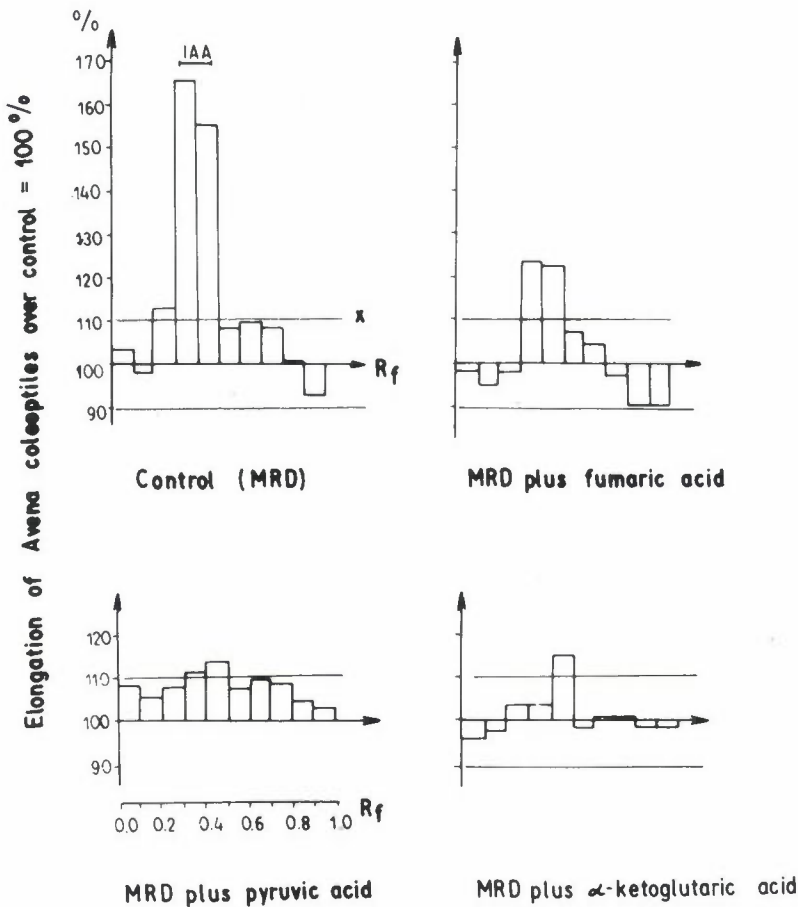 %
Elongation of Avena coleoptiles over control = 100%
IAA
170
160
150
140
130
120
110
100
90
x
Rf
Control (MRD)
MRD plus fumaric acid
120
110
100
90
0.0 0.2 0.4 0.6 0.8 1.0 Rf
MRD plus pyruvic acid
MRD plus α-ketoglutaric acid